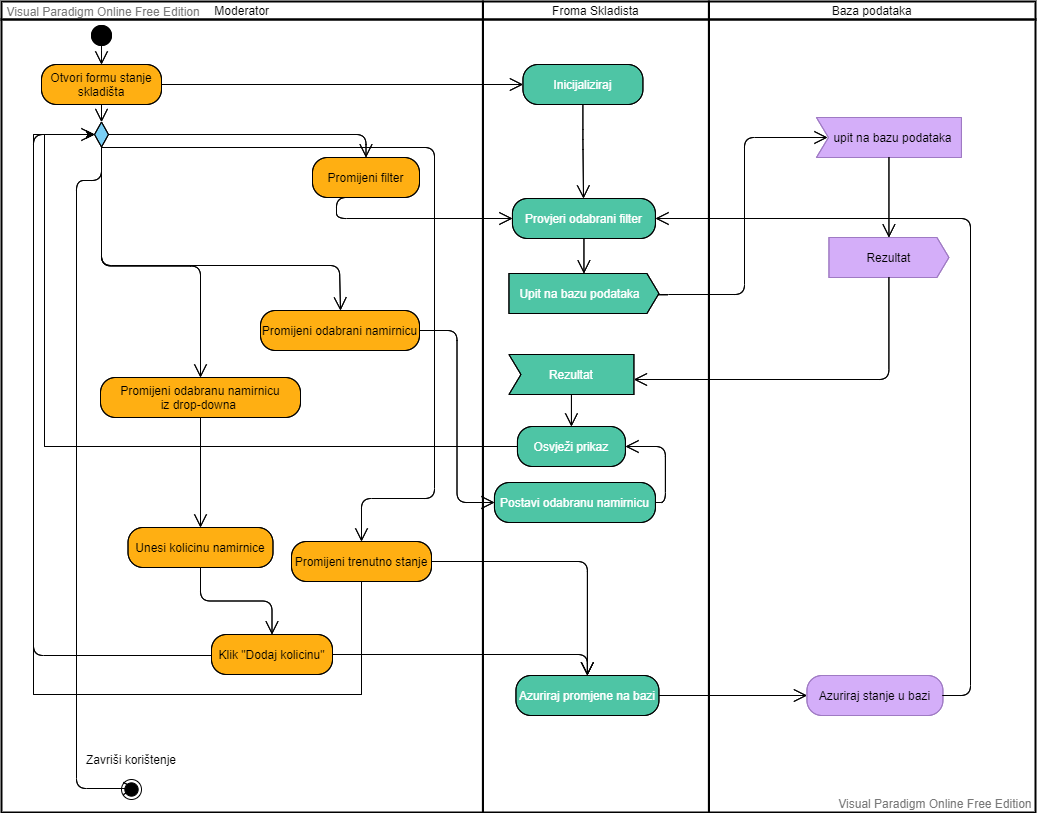 Visual Paradigm Online Free Edition
Moderator
Froma Skladista
Baza podataka
Otvori formu stanje
skladišta
Inicijaliziraj
upit na bazu podataka
Promijeni filter
Provjeri odabrani filter
Rezultat
Upit na bazu podataka
Promijeni odabrani namirnicu
Rezultat
Promijeni odabranu namirnicu
iz drop-downa
Osvježi prikaz
Postavi odabranu namirnicu
Unesi kolicinu namirnice
Promijeni trenutno stanje
Klik "Dodaj kolicinu"
Azuriraj promjene na bazi
Azuriraj stanje u bazi
Završi korištenje
Visual Paradigm Online Free Edition